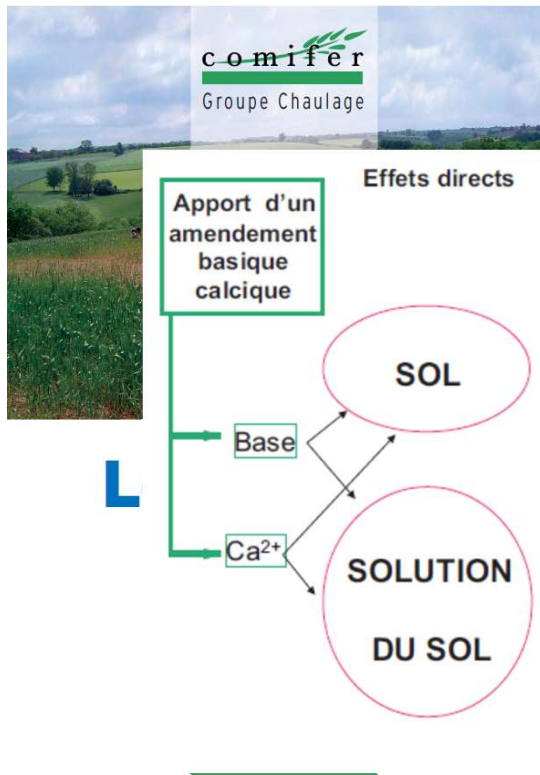 comifer
Groupe Chaulage
Effets directs
Apport d'un
amendement
basique
calcique
SOL
Base
Ca²⁺
SOLUTION
DU SOL
L